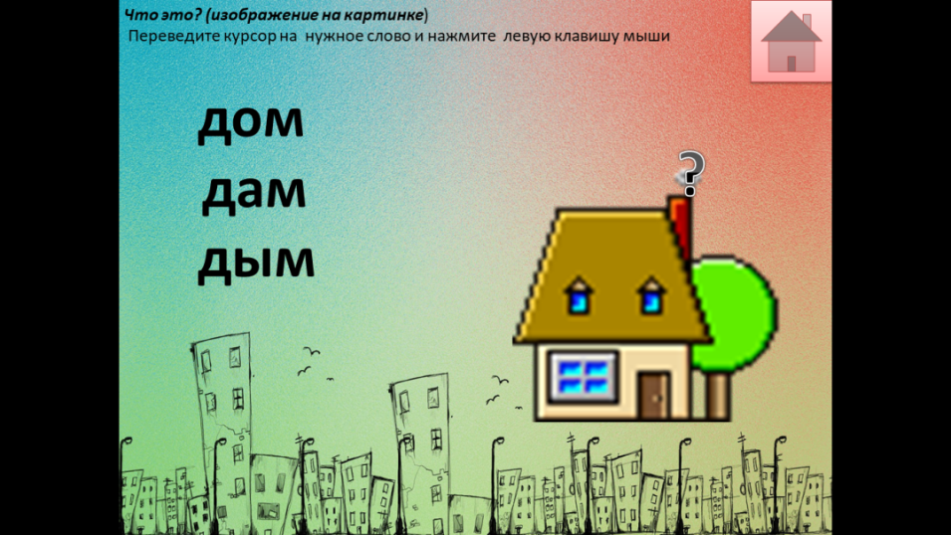 Что это? (изображение на картинке)
Переведите курсор на нужное слово и нажмите левую клавишу мыши
дом
дам
дым
?